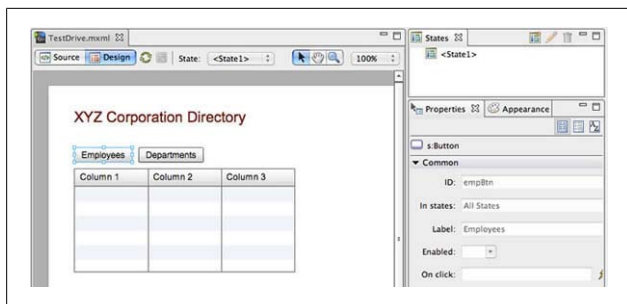 TestDrive.mxml
Source Design State: <State1> 100%
XYZ Corporation Directory
Employees Departments
Column 1 Column 2 Column 3
States
<State1>
Properties Appearance
s:Button
Common
ID: empBtn
In states: All States
Label: Employees
Enabled:
On click: